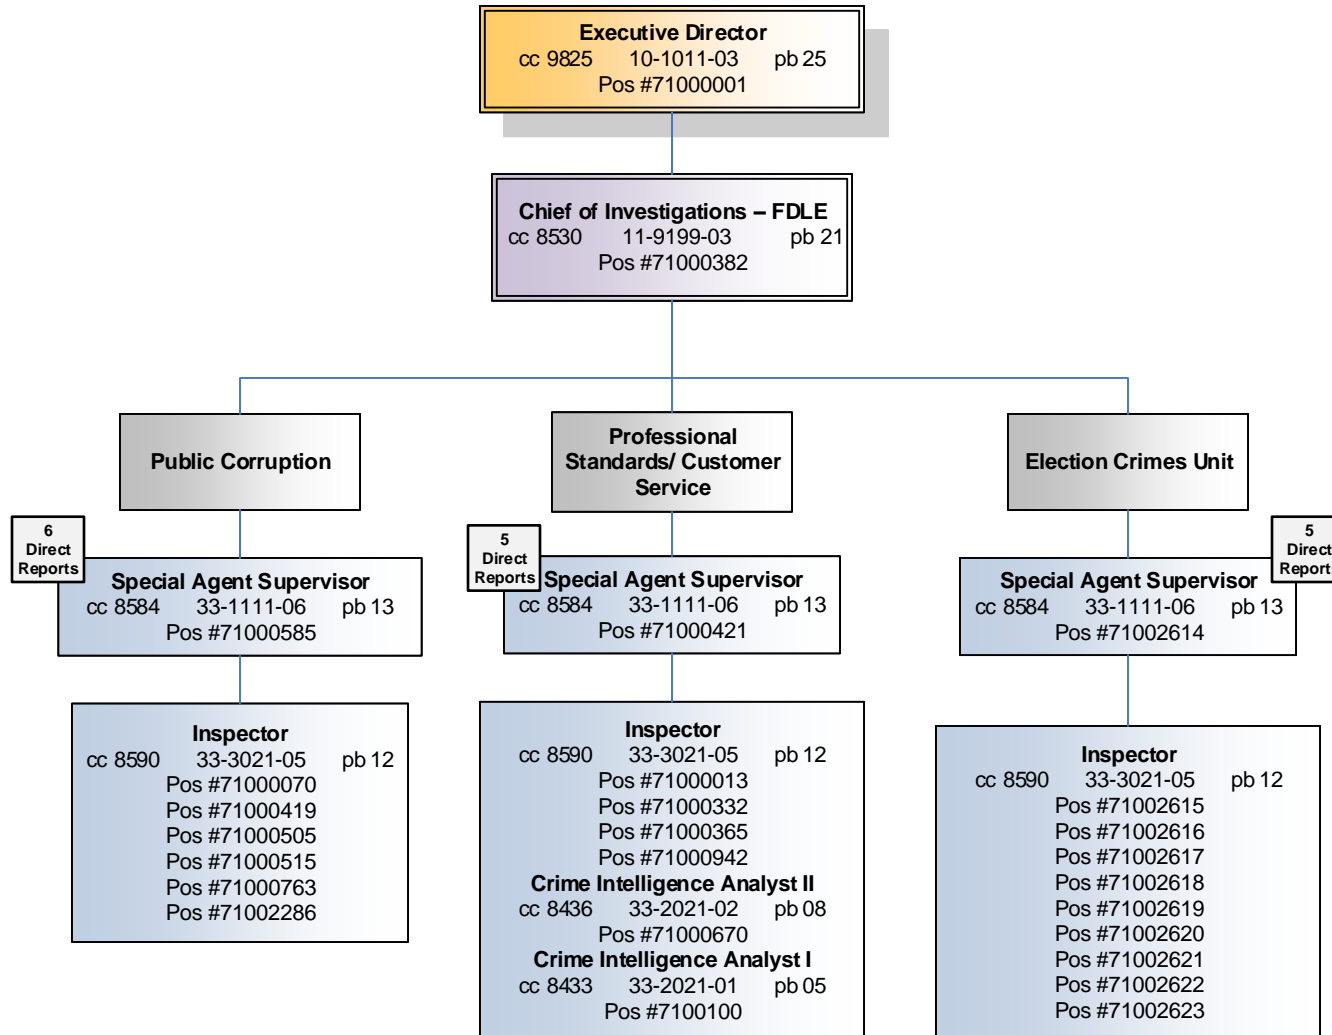 Executive Director
cc 9825 10-1011-03 pb 25
Pos #71000001
Chief of Investigations – FDLE
cc 8530 11-9199-03 pb 21
Pos #71000382
Public Corruption
Professional
Standards/ Customer
Service
Election Crimes Unit
6
Direct
Reports
Special Agent Supervisor
cc 8584 33-1111-06 pb 13
Pos #71000585
5
Direct
Reports
Special Agent Supervisor
cc 8584 33-1111-06 pb 13
Pos #71000421
5
Direct
Reports
Special Agent Supervisor
cc 8584 33-1111-06 pb 13
Pos #71002614
Inspector
cc 8590 33-3021-05 pb 12
Pos #71000070
Pos #71000419
Pos #71000505
Pos #71000515
Pos #71000763
Pos #71002286
Inspector
cc 8590 33-3021-05 pb 12
Pos #71000013
Pos #71000332
Pos #71000365
Pos #71000942
Crime Intelligence Analyst II
cc 8436 33-2021-02 pb 08
Pos #71000670
Crime Intelligence Analyst I
cc 8433 33-2021-01 pb 05
Pos #7100100
Inspector
cc 8590 33-3021-05 pb 12
Pos #71002615
Pos #71002616
Pos #71002617
Pos #71002618
Pos #71002619
Pos #71002620
Pos #71002621
Pos #71002622
Pos #71002623